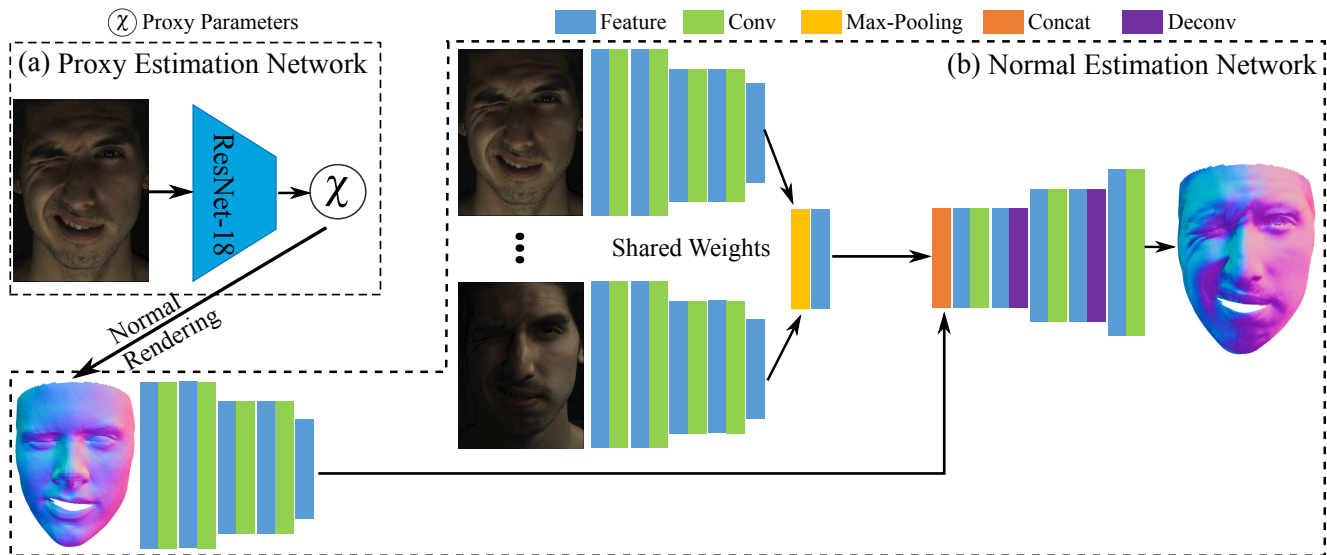 χ Proxy Parameters
Feature
Conv
Max-Pooling
Concat
Deconv
(a) Proxy Estimation Network
(b) Normal Estimation Network
ResNet-18
χ
Shared Weights
Normal
Rendering